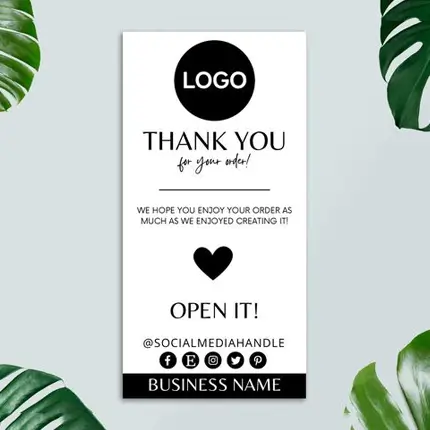 LOGO
THANK YOU
for your order!
WE HOPE YOU ENJOY YOUR ORDER AS
MUCH AS WE ENJOYED CREATING IT!
OPEN IT!
@SOCIALMEDIAHANDLE
BUSINESS NAME